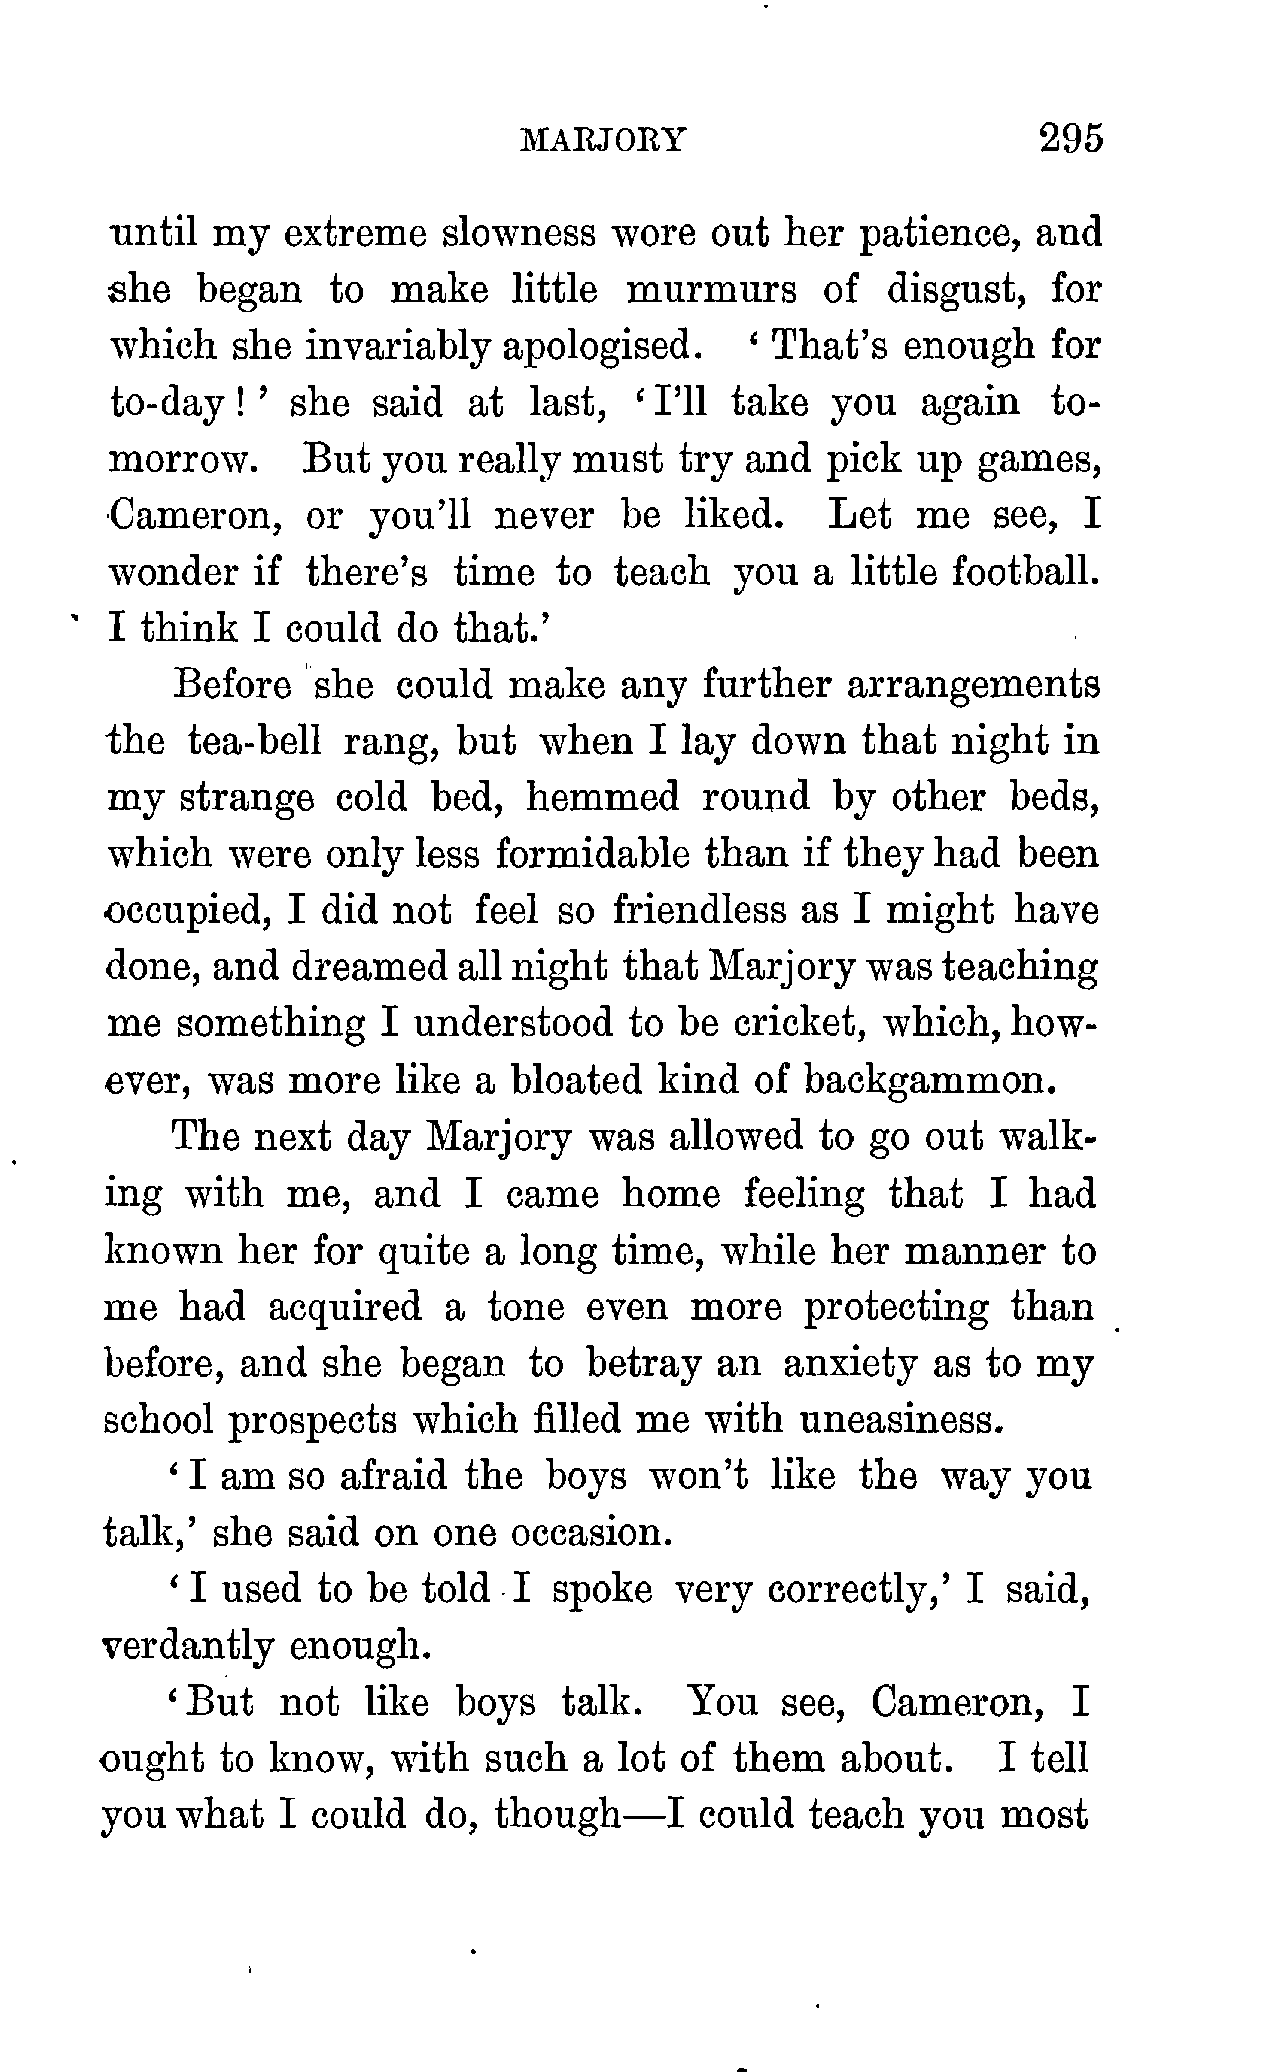 MARJORY 295
until my extreme slowness wore out her patience, and
she began to make little murmurs of disgust, for
which she invariably apologised. ‘ That’s enough for
to-day ! ’ she said at last, ‘ I’ll take you again to-
morrow. But you really must try and pick up games,
Cameron, or you’ll never be liked. Let me see, I
wonder if there’s time to teach you a little football.
I think I could do that.’
Before she could make any further arrangements
the tea-bell rang, but when I lay down that night in
my strange cold bed, hemmed round by other beds,
which were only less formidable than if they had been
occupied, I did not feel so friendless as I might have
done, and dreamed all night that Marjory was teaching
me something I understood to be cricket, which, how-
ever, was more like a bloated kind of backgammon.
The next day Marjory was allowed to go out walk-
ing with me, and I came home feeling that I had
known her for quite a long time, while her manner to
me had acquired a tone even more protecting than
before, and she began to betray an anxiety as to my
school prospects which filled me with uneasiness.
‘ I am so afraid the boys won’t like the way you
talk,’ she said on one occasion.
‘ I used to be told I spoke very correctly,’ I said,
verdantly enough.
‘ But not like boys talk. You see, Cameron, I
ought to know, with such a lot of them about. I tell
you what I could do, though—I could teach you most